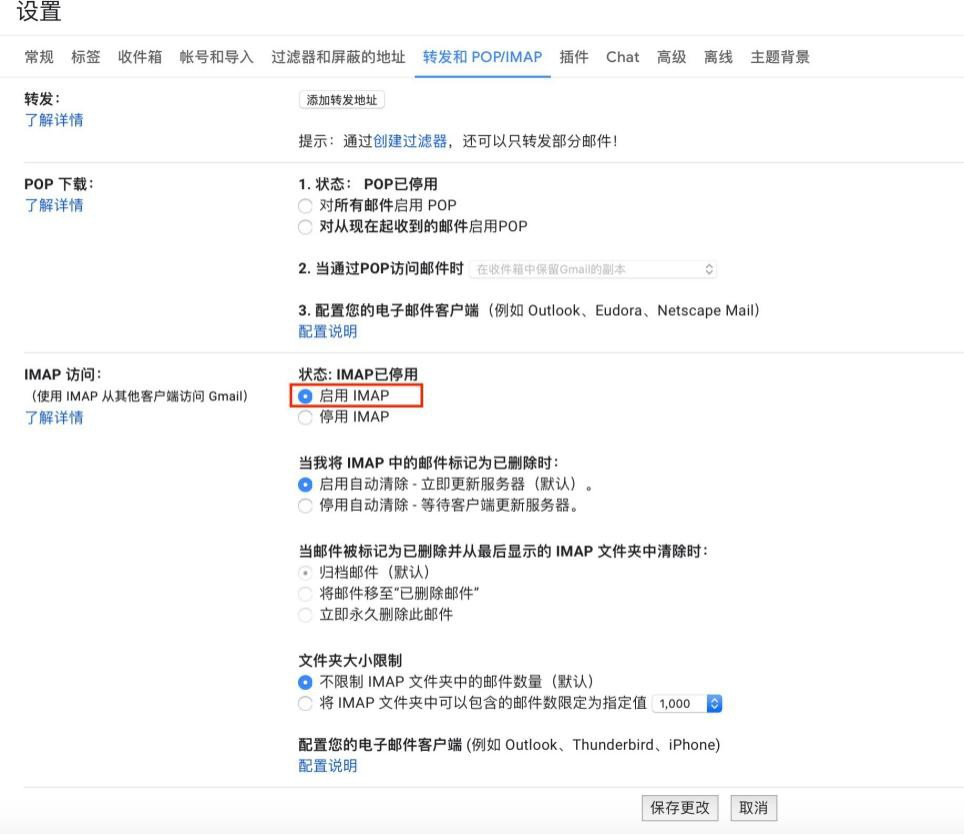 设置
常规 标签 收件箱 帐号和导入 过滤器和屏蔽的地址 转发和 POP/IMAP 插件 Chat 高级 离线 主题背景
转发：
添加转发地址
了解详情
提示：通过创建过滤器，还可以只转发部分邮件！
POP 下载：
了解详情
1. 状态： POP已停用
对所有邮件启用 POP
对从现在起收到的邮件启用POP
2. 当通过POP访问邮件时 在收件箱中保留Gmail的副本
3. 配置您的电子邮件客户端（例如 Outlook、Eudora、Netscape Mail）
配置说明
IMAP 访问：
（使用 IMAP 从其他客户端访问 Gmail）
了解详情
状态: IMAP已停用
启用 IMAP
停用 IMAP
当我将 IMAP 中的邮件标记为已删除时：
启用自动清除 - 立即更新服务器（默认）。
停用自动清除 - 等待客户端更新服务器。
当邮件被标记为已删除并从最后显示的 IMAP 文件夹中清除时：
归档邮件（默认）
将邮件移至“已删除邮件”
立即永久删除此邮件
文件夹大小限制
不限制 IMAP 文件夹中的邮件数量（默认）
将 IMAP 文件夹中可以包含的邮件数限定为指定值 1,000
配置您的电子邮件客户端 (例如 Outlook、Thunderbird、iPhone)
配置说明
保存更改 取消